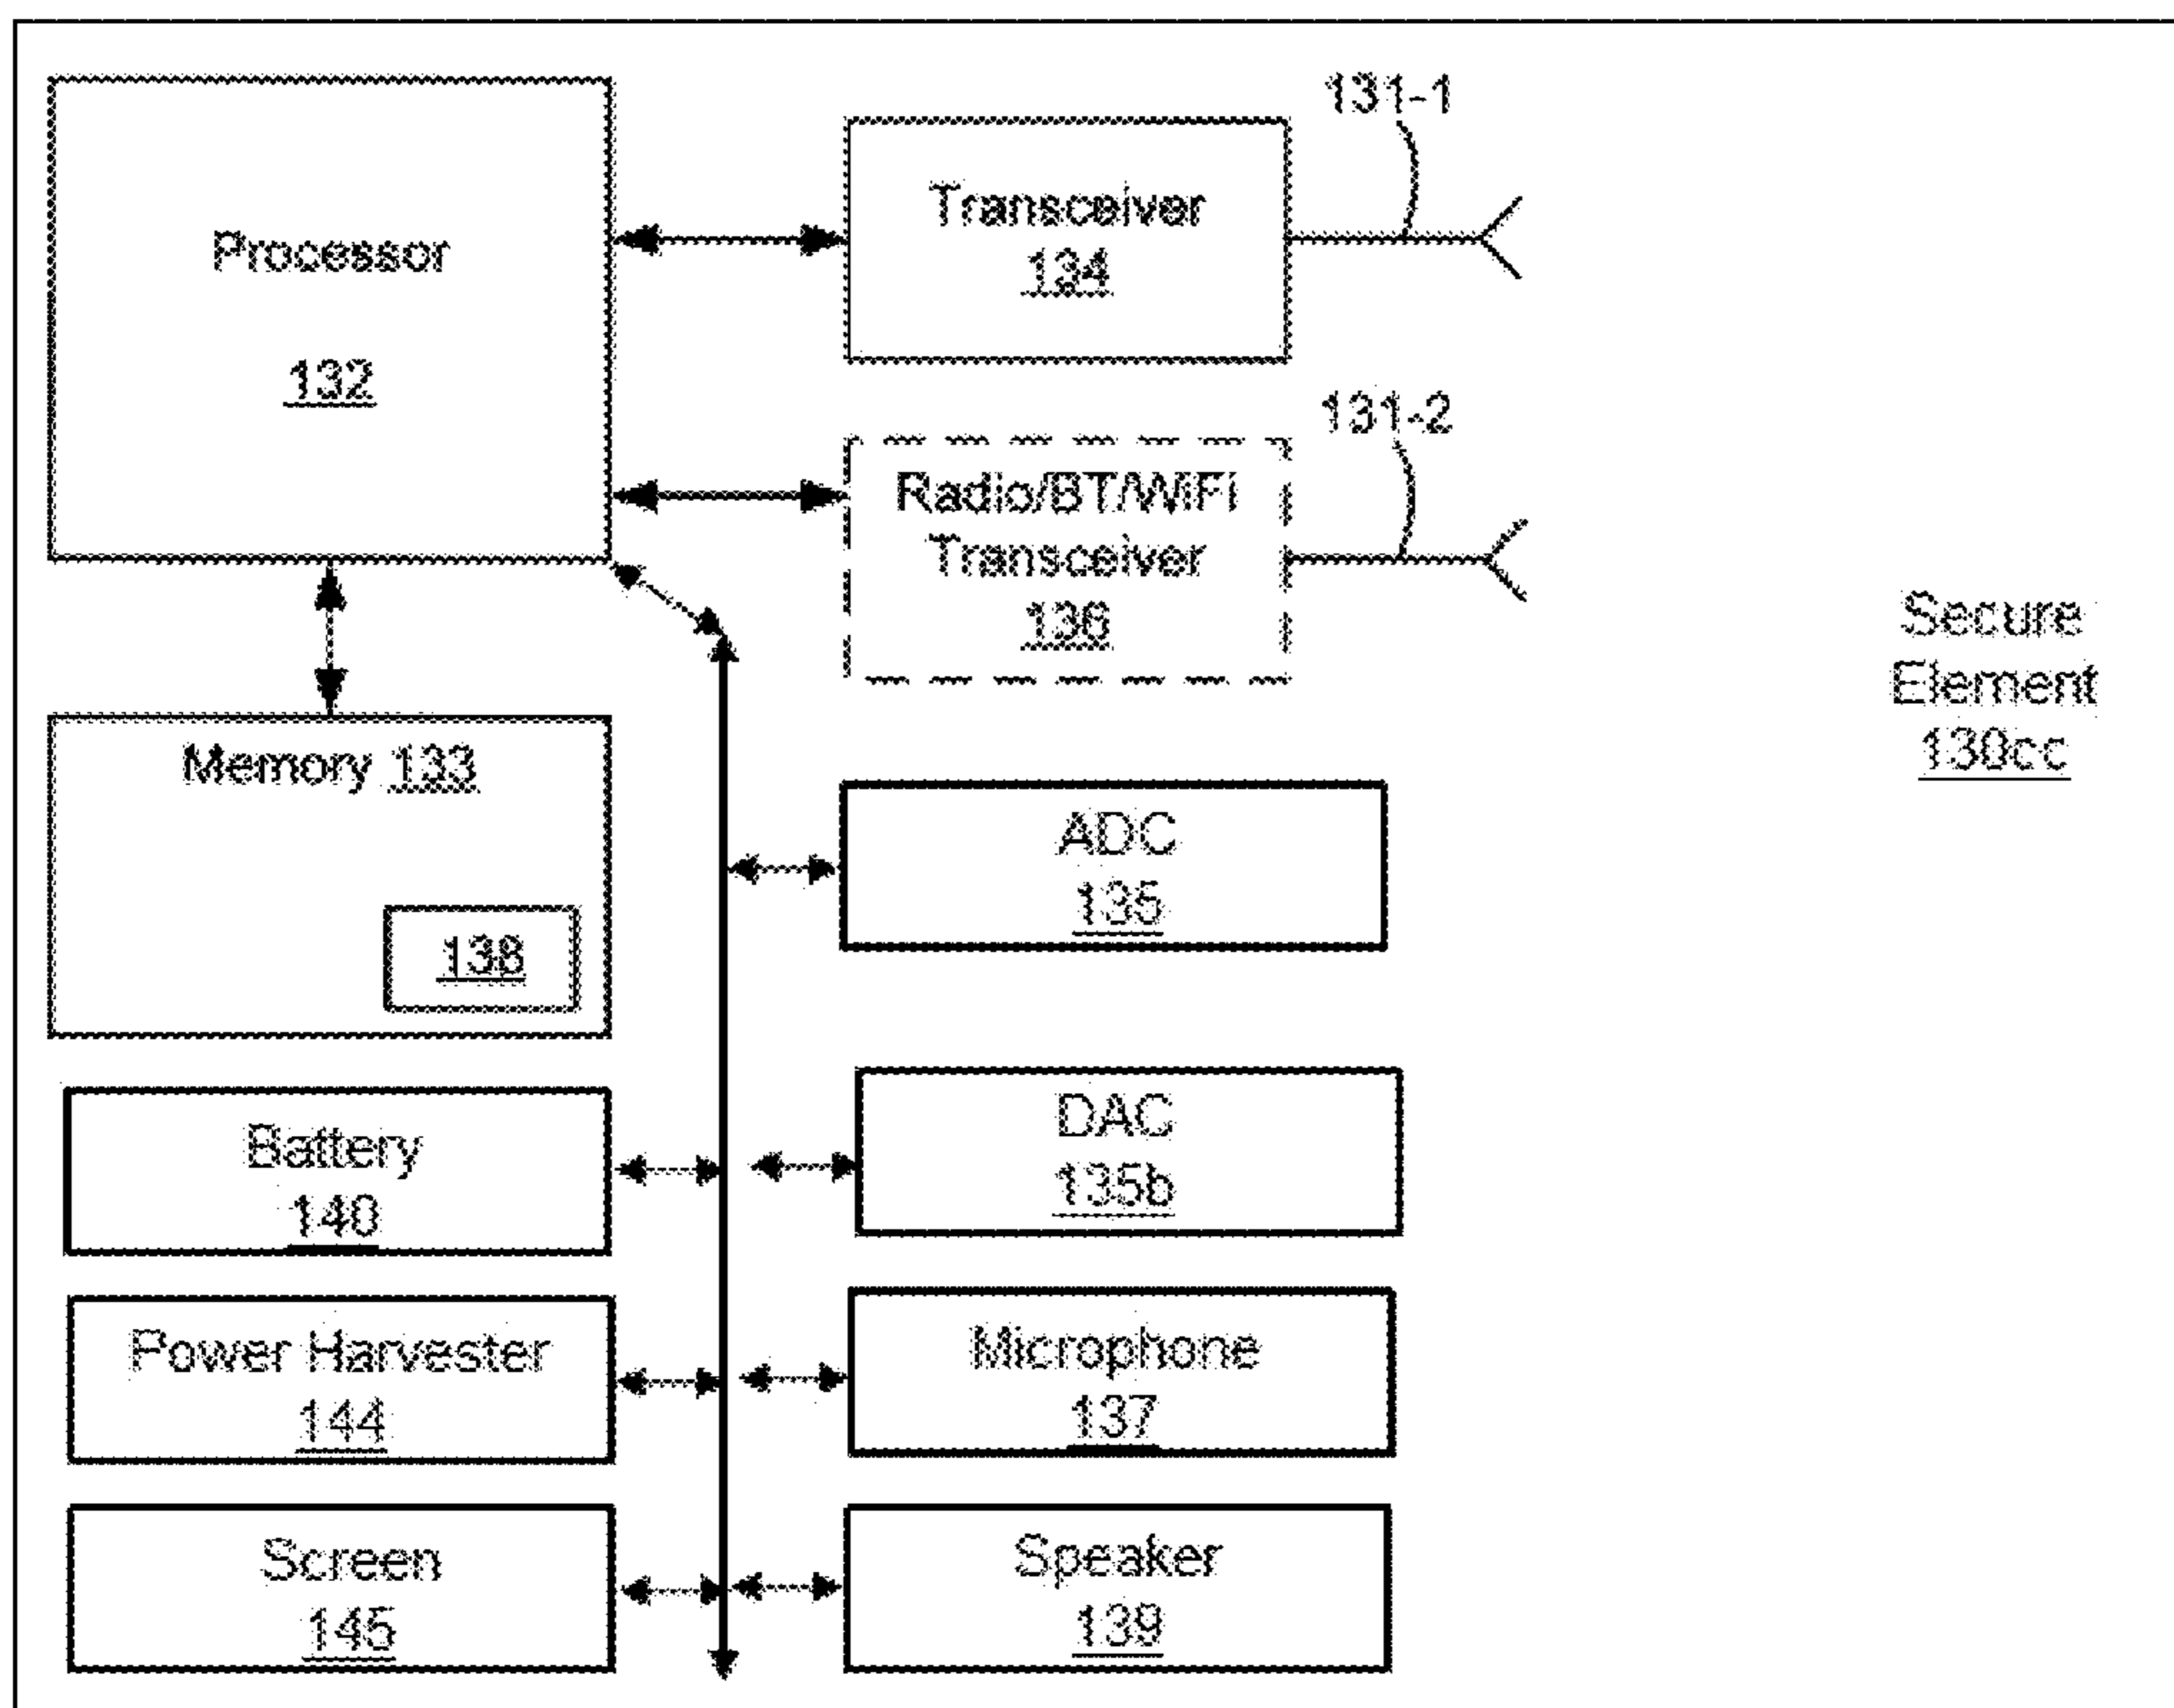 131-1
Processor
132
Transceiver
134
131-2
Radio/BT/WiFi
Transceiver
136
Secure
Element
130cc
Memory 133
138
ADC
135
Battery
140
DAC
135b
Power Harvester
144
Microphone
137
Screen
145
Speaker
139